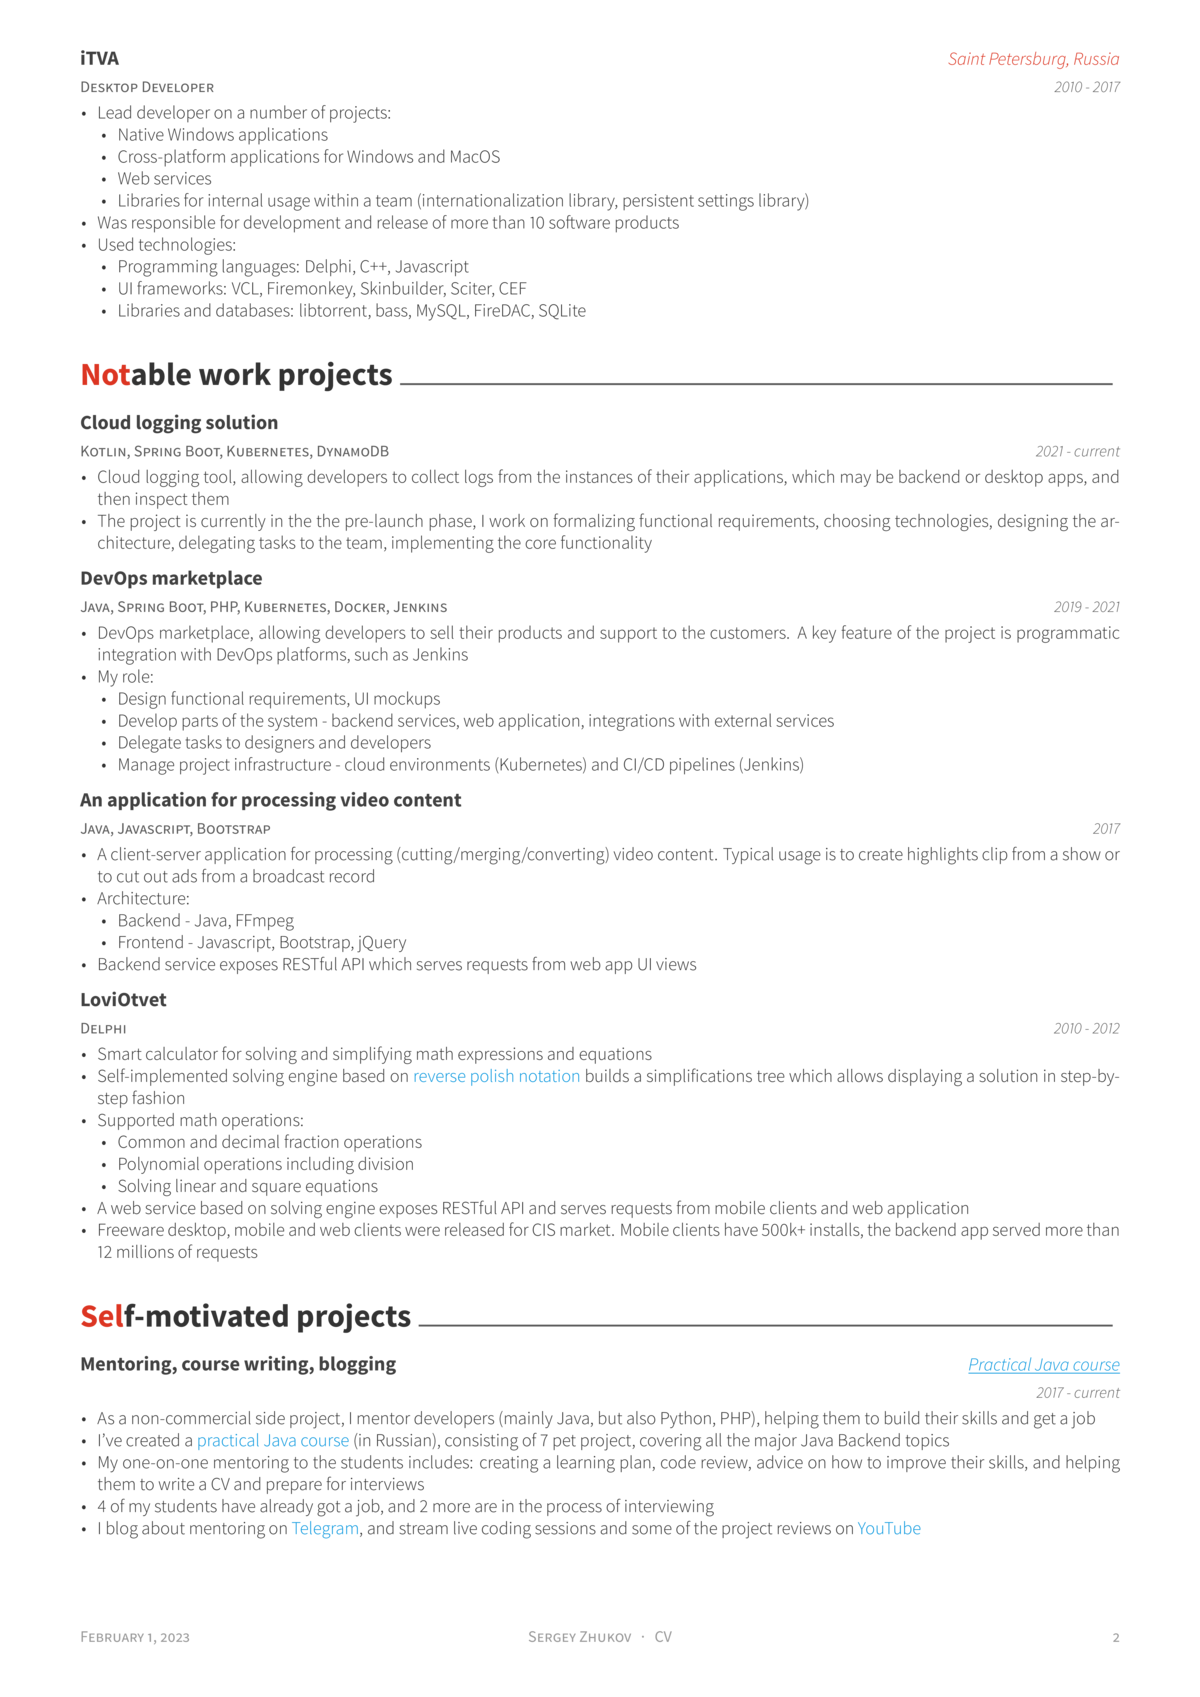 iTVA Saint Petersburg, Russia
Desktop Developer 2010 - 2017
• Lead developer on a number of projects:
• Native Windows applications
• Cross-platform applications for Windows and MacOS
• Web services
• Libraries for internal usage within a team (internationalization library, persistent settings library)
• Was responsible for development and release of more than 10 software products
• Used technologies:
• Programming languages: Delphi, C++, Javascript
• UI frameworks: VCL, Firemonkey, Skinbuilder, Sciter, CEF
• Libraries and databases: libtorrent, bass, MySQL, FireDAC, SQLite
Notable work projects
Cloud logging solution
Kotlin, Spring Boot, Kubernetes, DynamoDB 2021 - current
• Cloud logging tool, allowing developers to collect logs from the instances of their applications, which may be backend or desktop apps, and
then inspect them
• The project is currently in the the pre-launch phase, I work on formalizing functional requirements, choosing technologies, designing the ar-
chitecture, delegating tasks to the team, implementing the core functionality
DevOps marketplace
Java, Spring Boot, PHP, Kubernetes, Docker, Jenkins 2019 - 2021
• DevOps marketplace, allowing developers to sell their products and support to the customers. A key feature of the project is programmatic
integration with DevOps platforms, such as Jenkins
• My role:
• Design functional requirements, UI mockups
• Develop parts of the system - backend services, web application, integrations with external services
• Delegate tasks to designers and developers
• Manage project infrastructure - cloud environments (Kubernetes) and CI/CD pipelines (Jenkins)
An application for processing video content
Java, Javascript, Bootstrap 2017
• A client-server application for processing (cutting/merging/converting) video content. Typical usage is to create highlights clip from a show or
to cut out ads from a broadcast record
• Architecture:
• Backend - Java, FFmpeg
• Frontend - Javascript, Bootstrap, jQuery
• Backend service exposes RESTful API which serves requests from web app UI views
LoviOtvet
Delphi 2010 - 2012
• Smart calculator for solving and simplifying math expressions and equations
• Self-implemented solving engine based on reverse polish notation builds a simplifications tree which allows displaying a solution in step-by-
step fashion
• Supported math operations:
• Common and decimal fraction operations
• Polynomial operations including division
• Solving linear and square equations
• A web service based on solving engine exposes RESTful API and serves requests from mobile clients and web application
• Freeware desktop, mobile and web clients were released for CIS market. Mobile clients have 500k+ installs, the backend app served more than
12 millions of requests
Self-motivated projects
Mentoring, course writing, blogging Practical Java course
2017 - current
• As a non-commercial side project, I mentor developers (mainly Java, but also Python, PHP), helping them to build their skills and get a job
• I've created a practical Java course (in Russian), consisting of 7 pet project, covering all the major Java Backend topics
• My one-on-one mentoring to the students includes: creating a learning plan, code review, advice on how to improve their skills, and helping
them to write a CV and prepare for interviews
• 4 of my students have already got a job, and 2 more are in the process of interviewing
• I blog about mentoring on Telegram, and stream live coding sessions and some of the project reviews on YouTube
February 1, 2023 Sergey Zhukov · CV 2